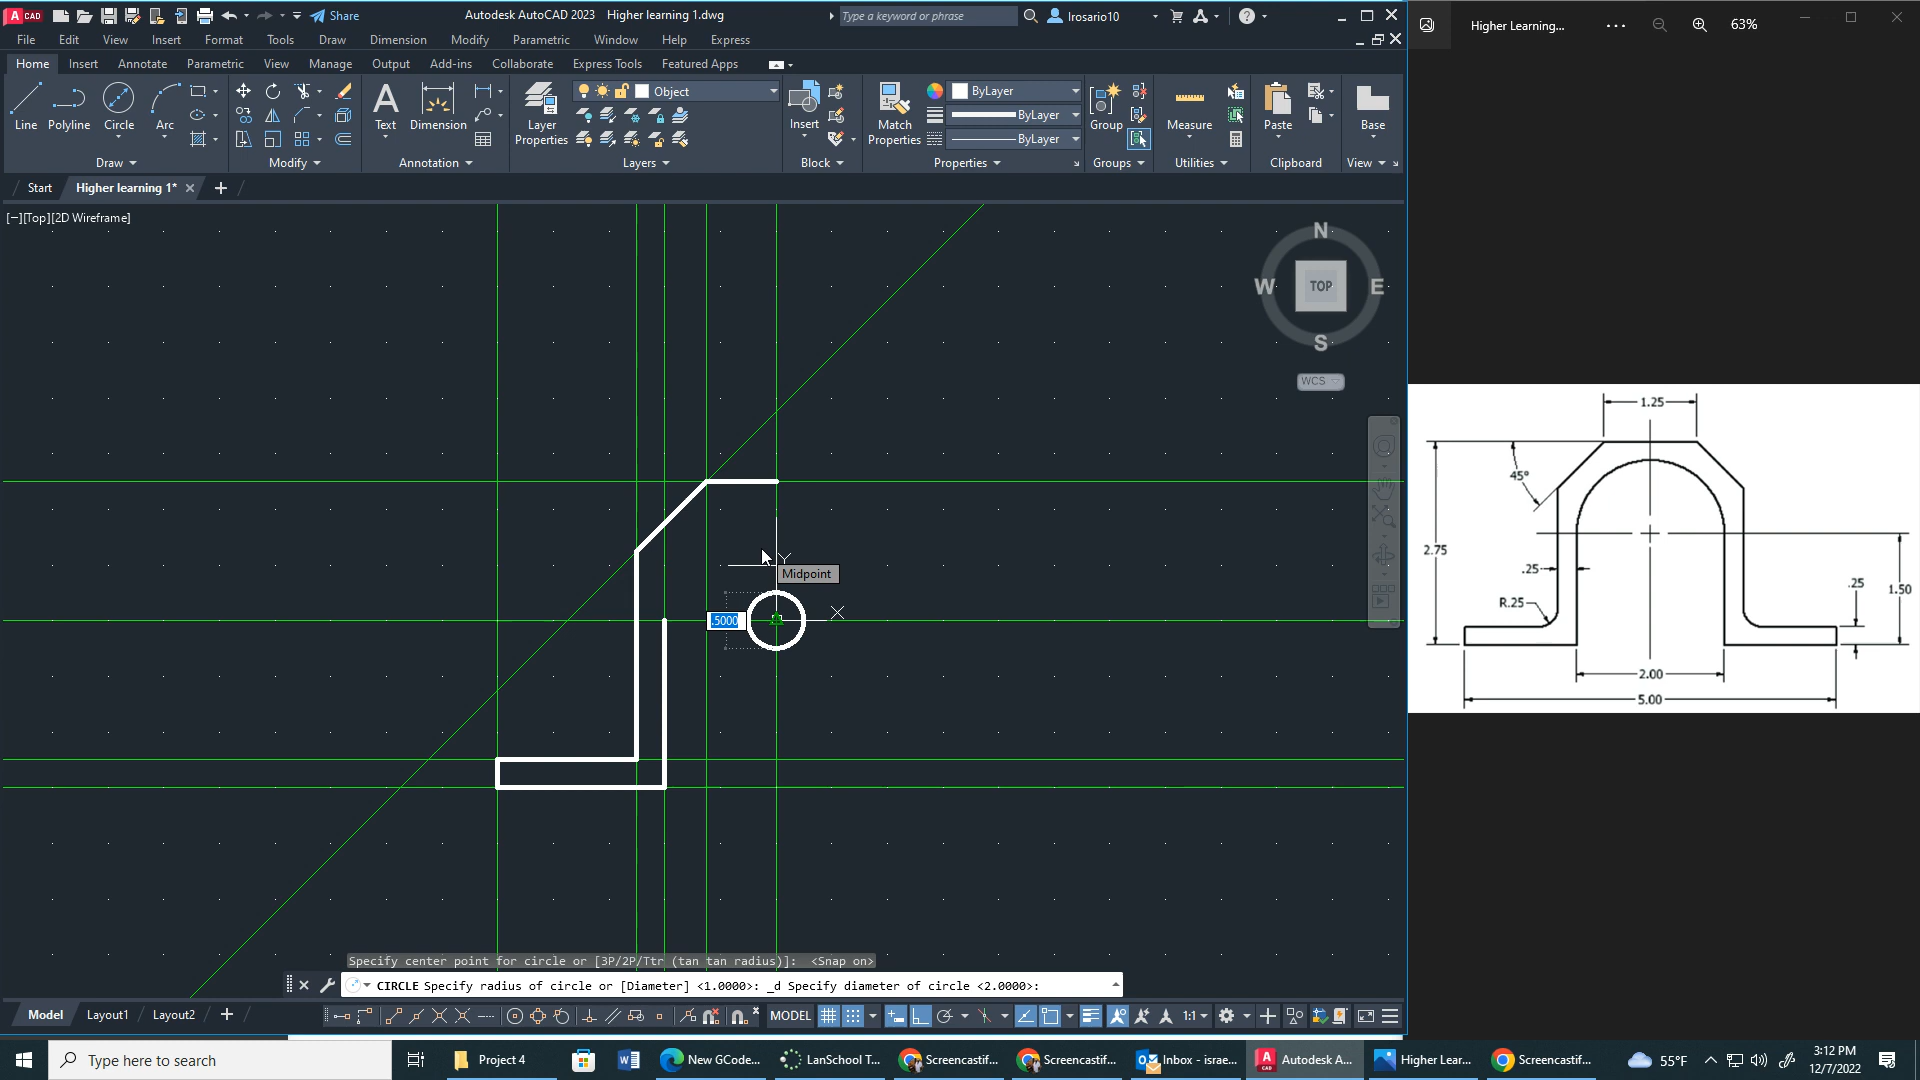 A CAD Share Autodesk AutoCAD 2023 Higher learning 1.dwg Type a keyword or phrase lrosario10
File Edit View Insert Format Tools Draw Dimension Modify Parametric Window Help Express
Home Insert Annotate Parametric View Manage Output Add-ins Collaborate Express Tools Featured Apps
Line Polyline Circle Arc
Text Dimension
Layer Properties
Object
Insert
Match Properties
ByLayer
ByLayer
ByLayer
Group Measure Paste Base
Draw Modify Annotation Layers Block Properties Groups Utilities Clipboard View
Start Higher learning 1*
[−][Top][2D Wireframe]
N
W TOP E
S
WCS
Y
Midpoint
.5000
X
Specify center point for circle or [3P/2P/Ttr (tan tan radius)]: <Snap on>
CIRCLE Specify radius of circle or [Diameter] <1.0000>: _d Specify diameter of circle <2.0000>:
Model Layout1 Layout2 MODEL 1:1
Higher Learning... 63%
1.25
45°
2.75
.25
R.25
.25
1.50
2.00
5.00
Type here to search
Project 4
New GCode...
LanSchool T...
Screencastif...
Screencastif...
Inbox - israe...
Autodesk A...
Higher Lear...
Screencastif...
55°F
3:12 PM
12/7/2022